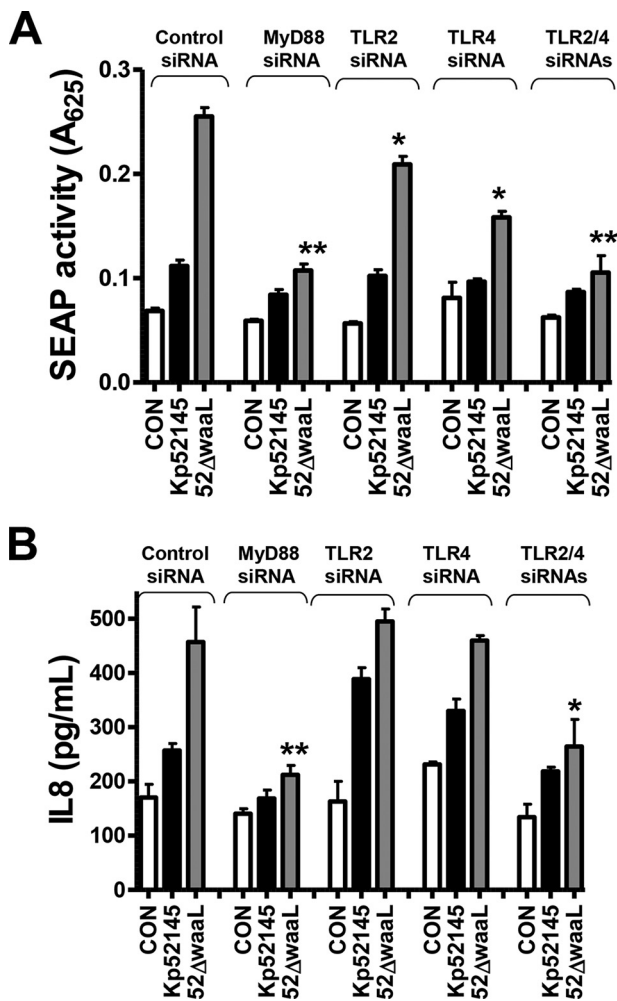 A
Control siRNA
MyD88 siRNA
TLR2 siRNA
TLR4 siRNA
TLR2/4 siRNAs
SEAP activity (A625)
0.3
0.2
0.1
0.0
**
*
*
**
CON
Kp52145
52ΔwaaL
CON
Kp52145
52ΔwaaL
CON
Kp52145
52ΔwaaL
CON
Kp52145
52ΔwaaL
CON
Kp52145
52ΔwaaL
B
Control siRNA
MyD88 siRNA
TLR2 siRNA
TLR4 siRNA
TLR2/4 siRNAs
IL8 (pg/mL)
500
400
300
200
100
0
**
*
CON
Kp52145
52ΔwaaL
CON
Kp52145
52ΔwaaL
CON
Kp52145
52ΔwaaL
CON
Kp52145
52ΔwaaL
CON
Kp52145
52ΔwaaL